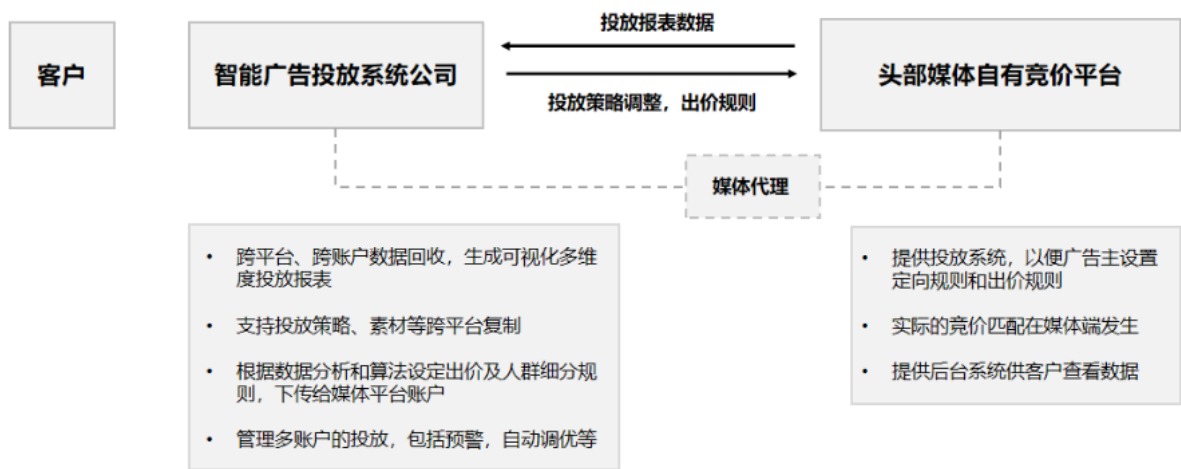 投放报表数据
客户
智能广告投放系统公司
头部媒体自有竞价平台
投放策略调整，出价规则
媒体代理
• 跨平台、跨账户数据回收，生成可视化多维
度投放报表
• 支持投放策略、素材等跨平台复制
• 根据数据分析和算法设定出价及人群细分规
则，下传给媒体平台账户
• 管理多账户的投放，包括预警，自动调优等
• 提供投放系统，以便广告主设置
定向规则和出价规则
• 实际的竞价匹配在媒体端发生
• 提供后台系统供客户查看数据